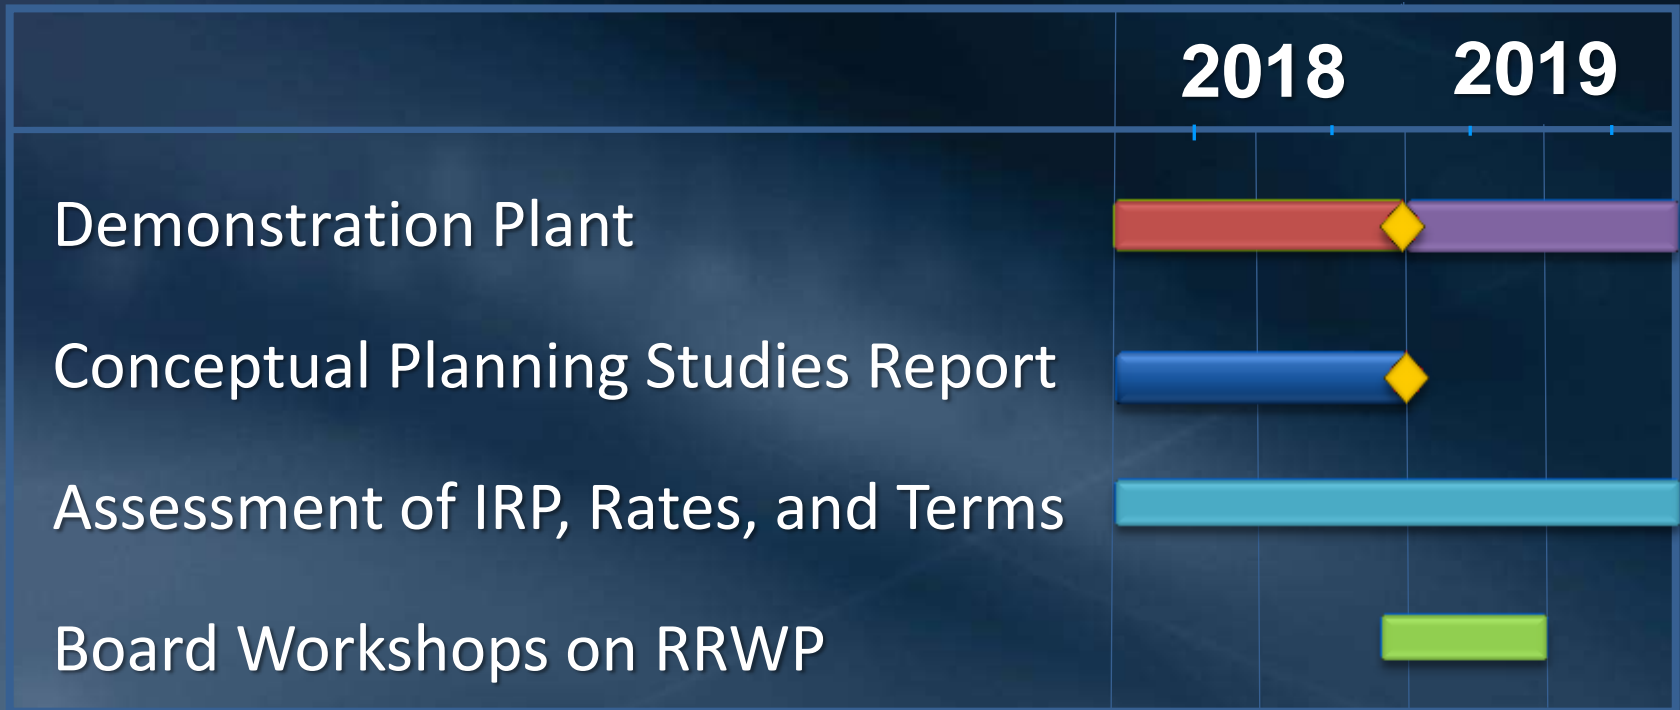 2018 2019
Demonstration Plant
Conceptual Planning Studies Report
Assessment of IRP, Rates, and Terms
Board Workshops on RRWP